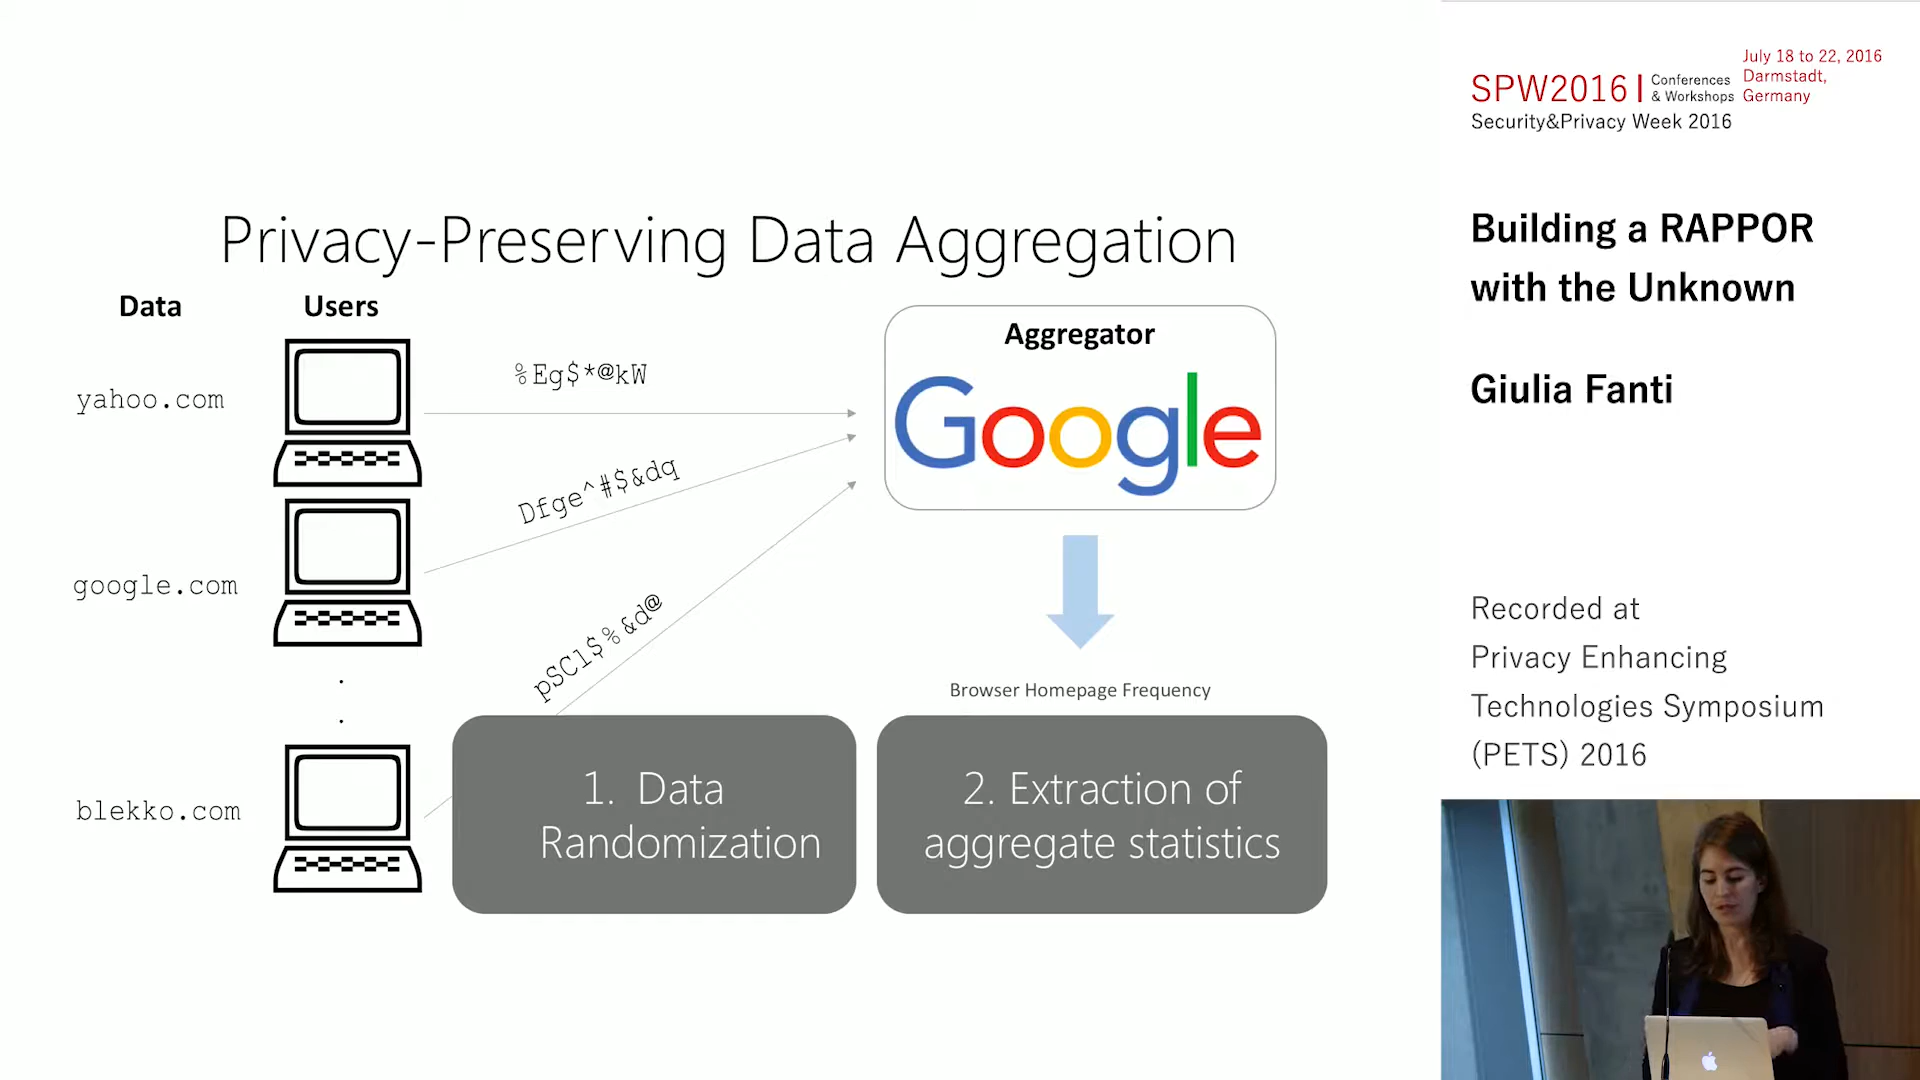 Privacy-Preserving Data Aggregation
Data
Users
yahoo.com
google.com
.
.
blekko.com
%Eg$*@kW
Dfge^#$&dq
pSCl$%&d@
Aggregator
Google
Browser Homepage Frequency
1. Data
Randomization
2. Extraction of
aggregate statistics
SPW2016 | Conferences
& Workshops
July 18 to 22, 2016
Darmstadt,
Germany
Security&Privacy Week 2016
Building a RAPPOR
with the Unknown
Giulia Fanti
Recorded at
Privacy Enhancing
Technologies Symposium
(PETS) 2016